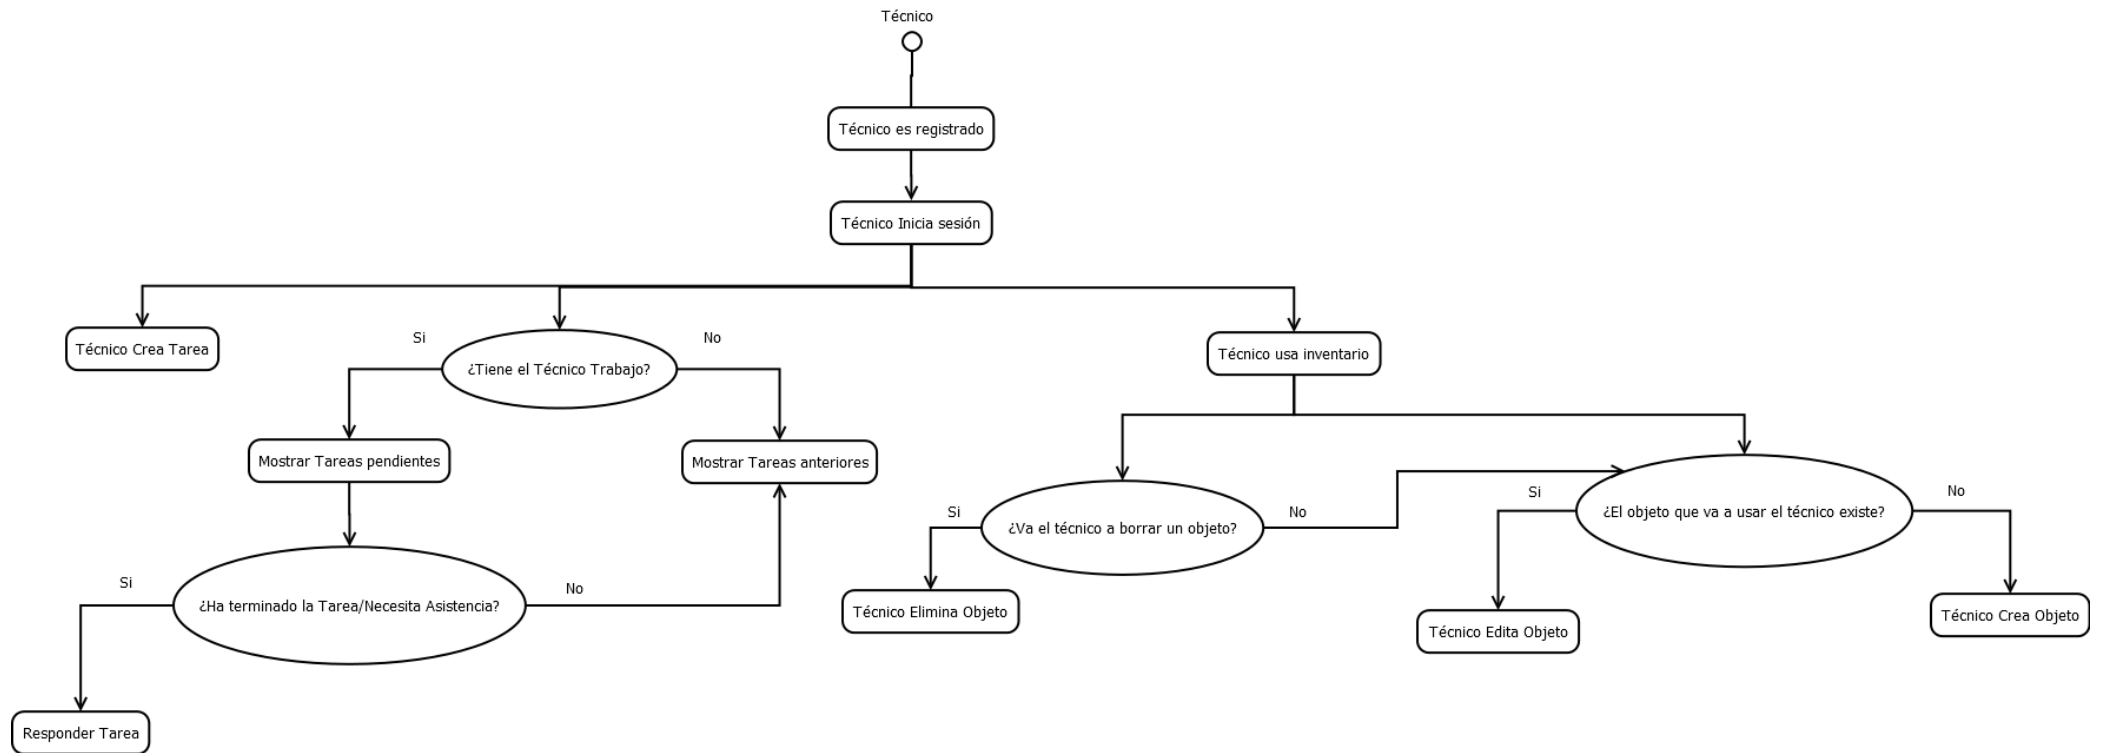 Técnico
Técnico es registrado
Técnico Inicia sesión
Técnico Crea Tarea
Si
¿Tiene el Técnico Trabajo?
No
Técnico usa inventario
Mostrar Tareas pendientes
Mostrar Tareas anteriores
Si
¿Va el técnico a borrar un objeto?
No
Si
¿El objeto que va a usar el técnico existe?
No
Si
¿Ha terminado la Tarea/Necesita Asistencia?
No
Técnico Elimina Objeto
Técnico Edita Objeto
Técnico Crea Objeto
Responder Tarea